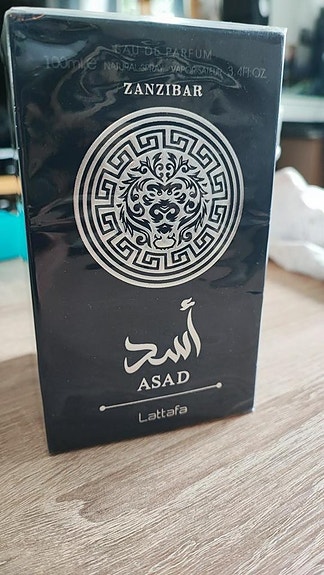 EAU DE PARFUM
100ml e NATURAL SPRAY - VAPORISATEUR 3.4Fl.OZ
ZANZIBAR
أسد
ASAD
Lattafa